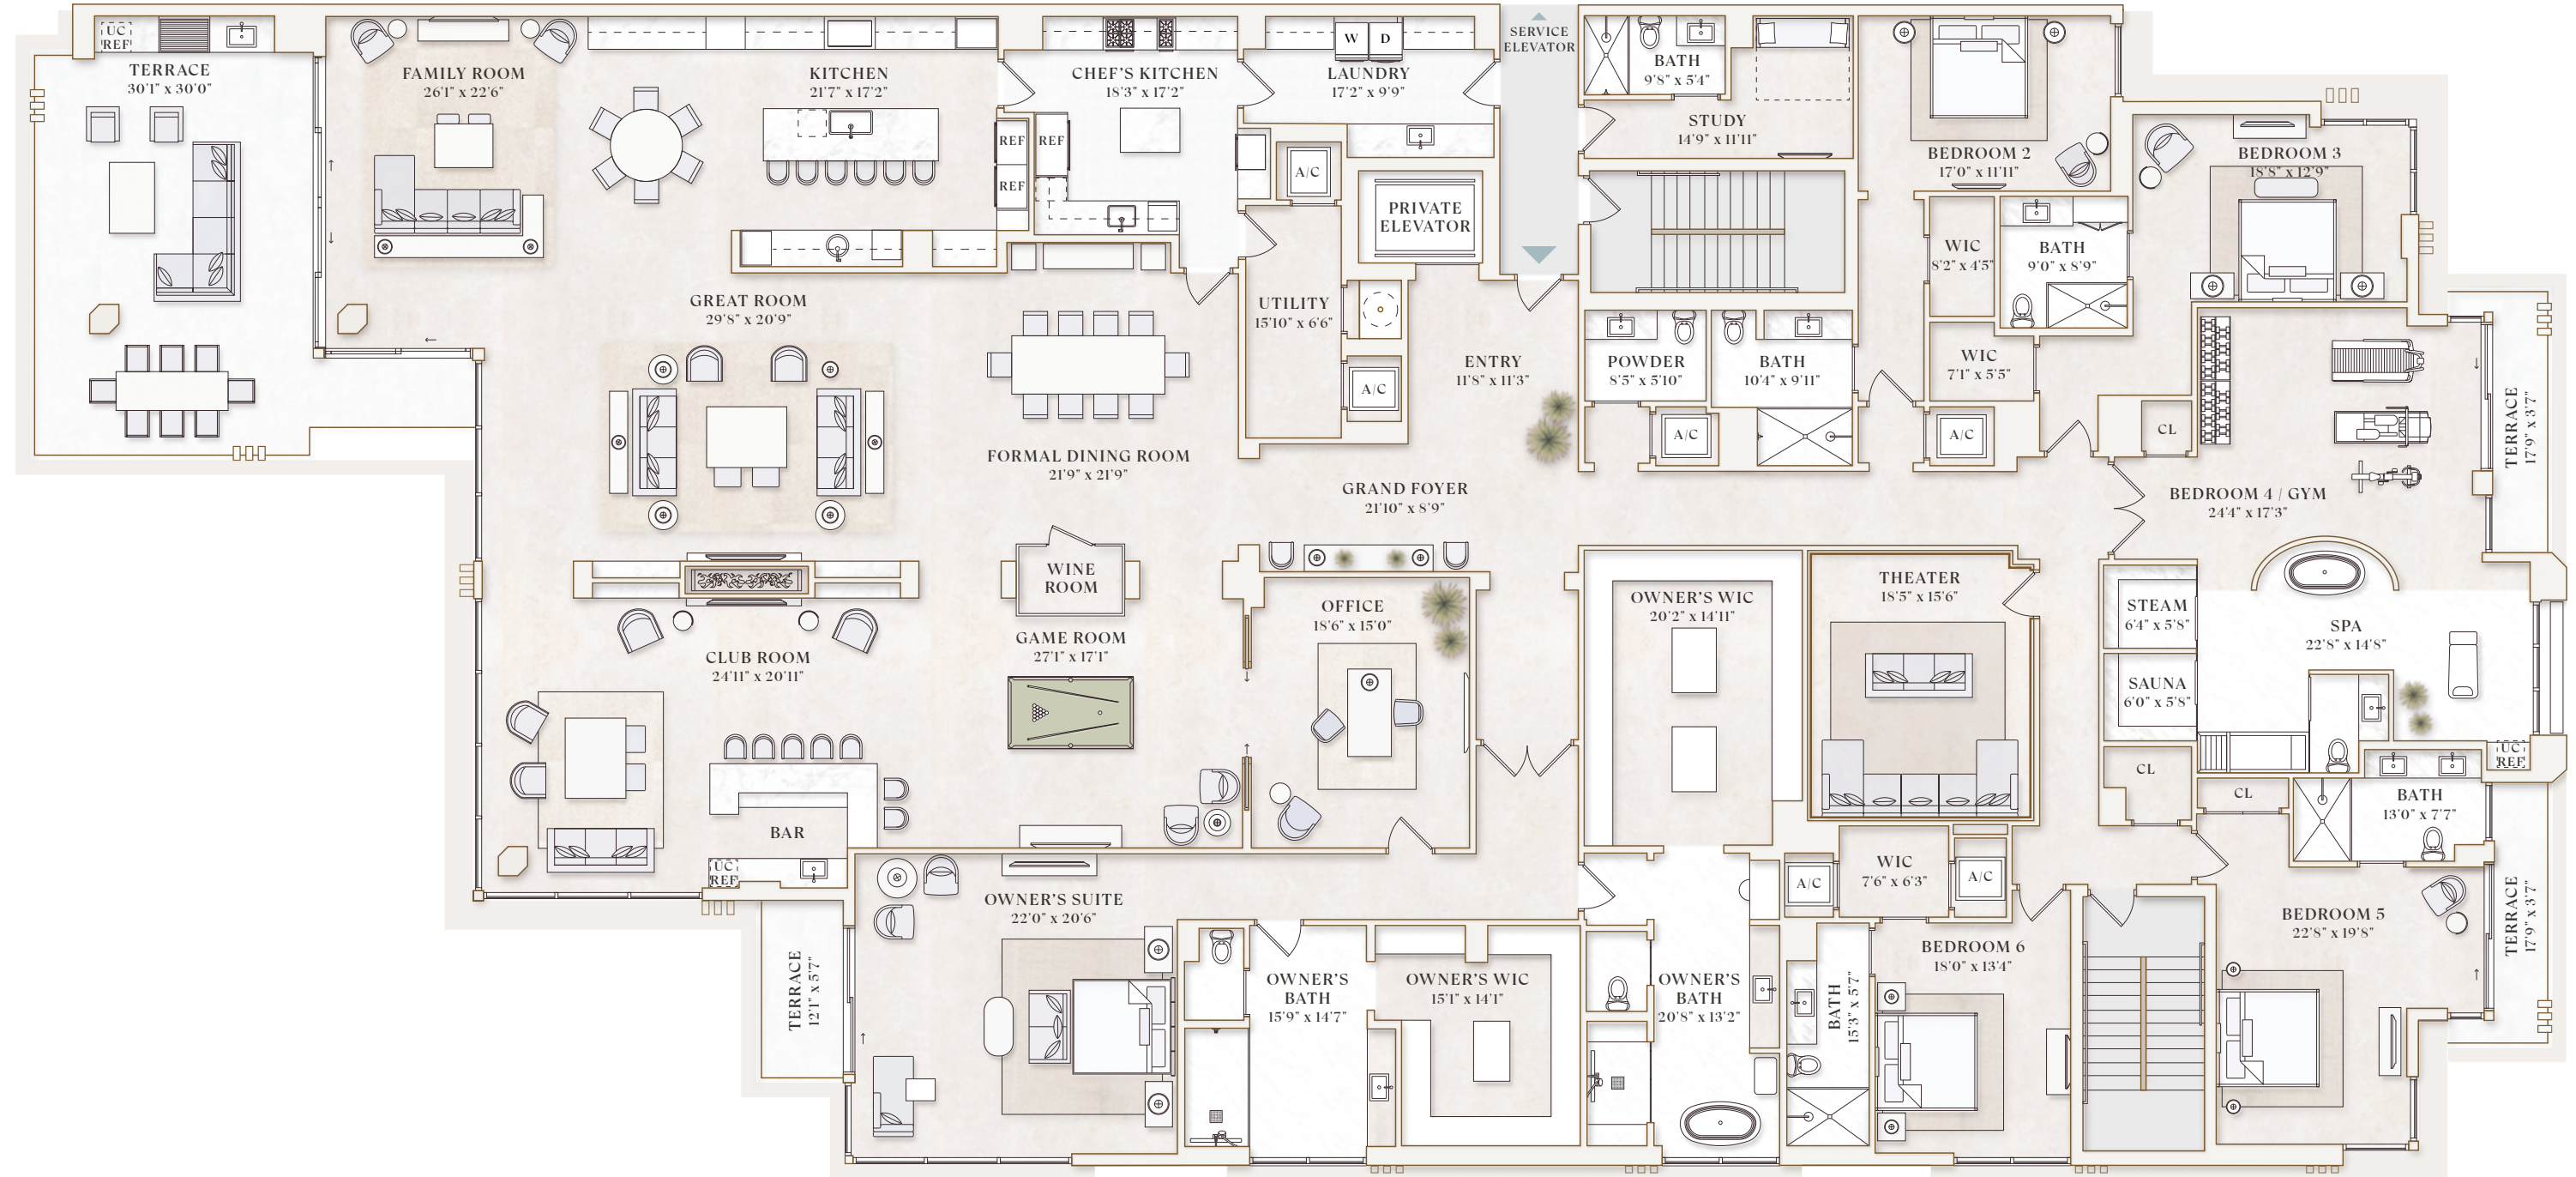 UC
REF
TERRACE
30'1" x 30'0"
FAMILY ROOM
26'1" x 22'6"
KITCHEN
21'7" x 17'2"
REF
REF
REF
CHEF'S KITCHEN
18'3" x 17'2"
W D
LAUNDRY
17'2" x 9'9"
SERVICE
ELEVATOR
BATH
9'8" x 5'4"
STUDY
14'9" x 11'11"
BEDROOM 2
17'0" x 11'11"
BEDROOM 3
18'8" x 12'9"
A/C
PRIVATE
ELEVATOR
WIC
8'2" x 4'5"
BATH
9'0" x 8'9"
GREAT ROOM
29'8" x 20'9"
UTILITY
15'10" x 6'6"
A/C
ENTRY
11'8" x 11'3"
POWDER
8'5" x 5'10"
BATH
10'4" x 9'11"
WIC
7'1" x 5'5"
A/C
A/C
CL
TERRACE
17'9" x 3'7"
FORMAL DINING ROOM
21'9" x 21'9"
GRAND FOYER
21'10" x 8'9"
BEDROOM 4 / GYM
24'4" x 17'3"
WINE
ROOM
OFFICE
18'6" x 15'0"
OWNER'S WIC
20'2" x 14'11"
THEATER
18'5" x 15'6"
STEAM
6'4" x 5'8"
SPA
22'8" x 14'8"
GAME ROOM
27'1" x 17'1"
CLUB ROOM
24'11" x 20'11"
SAUNA
6'0" x 5'8"
UC
REF
CL
CL
BATH
13'0" x 7'7"
BAR
UC
REF
A/C
WIC
7'6" x 6'3"
A/C
OWNER'S SUITE
22'0" x 20'6"
BEDROOM 5
22'8" x 19'8"
TERRACE
17'9" x 3'7"
BEDROOM 6
18'0" x 13'4"
TERRACE
12'1" x 5'7"
OWNER'S
BATH
15'9" x 14'7"
OWNER'S WIC
15'1" x 14'1"
OWNER'S
BATH
20'8" x 13'2"
BATH
15'3" x 5'7"